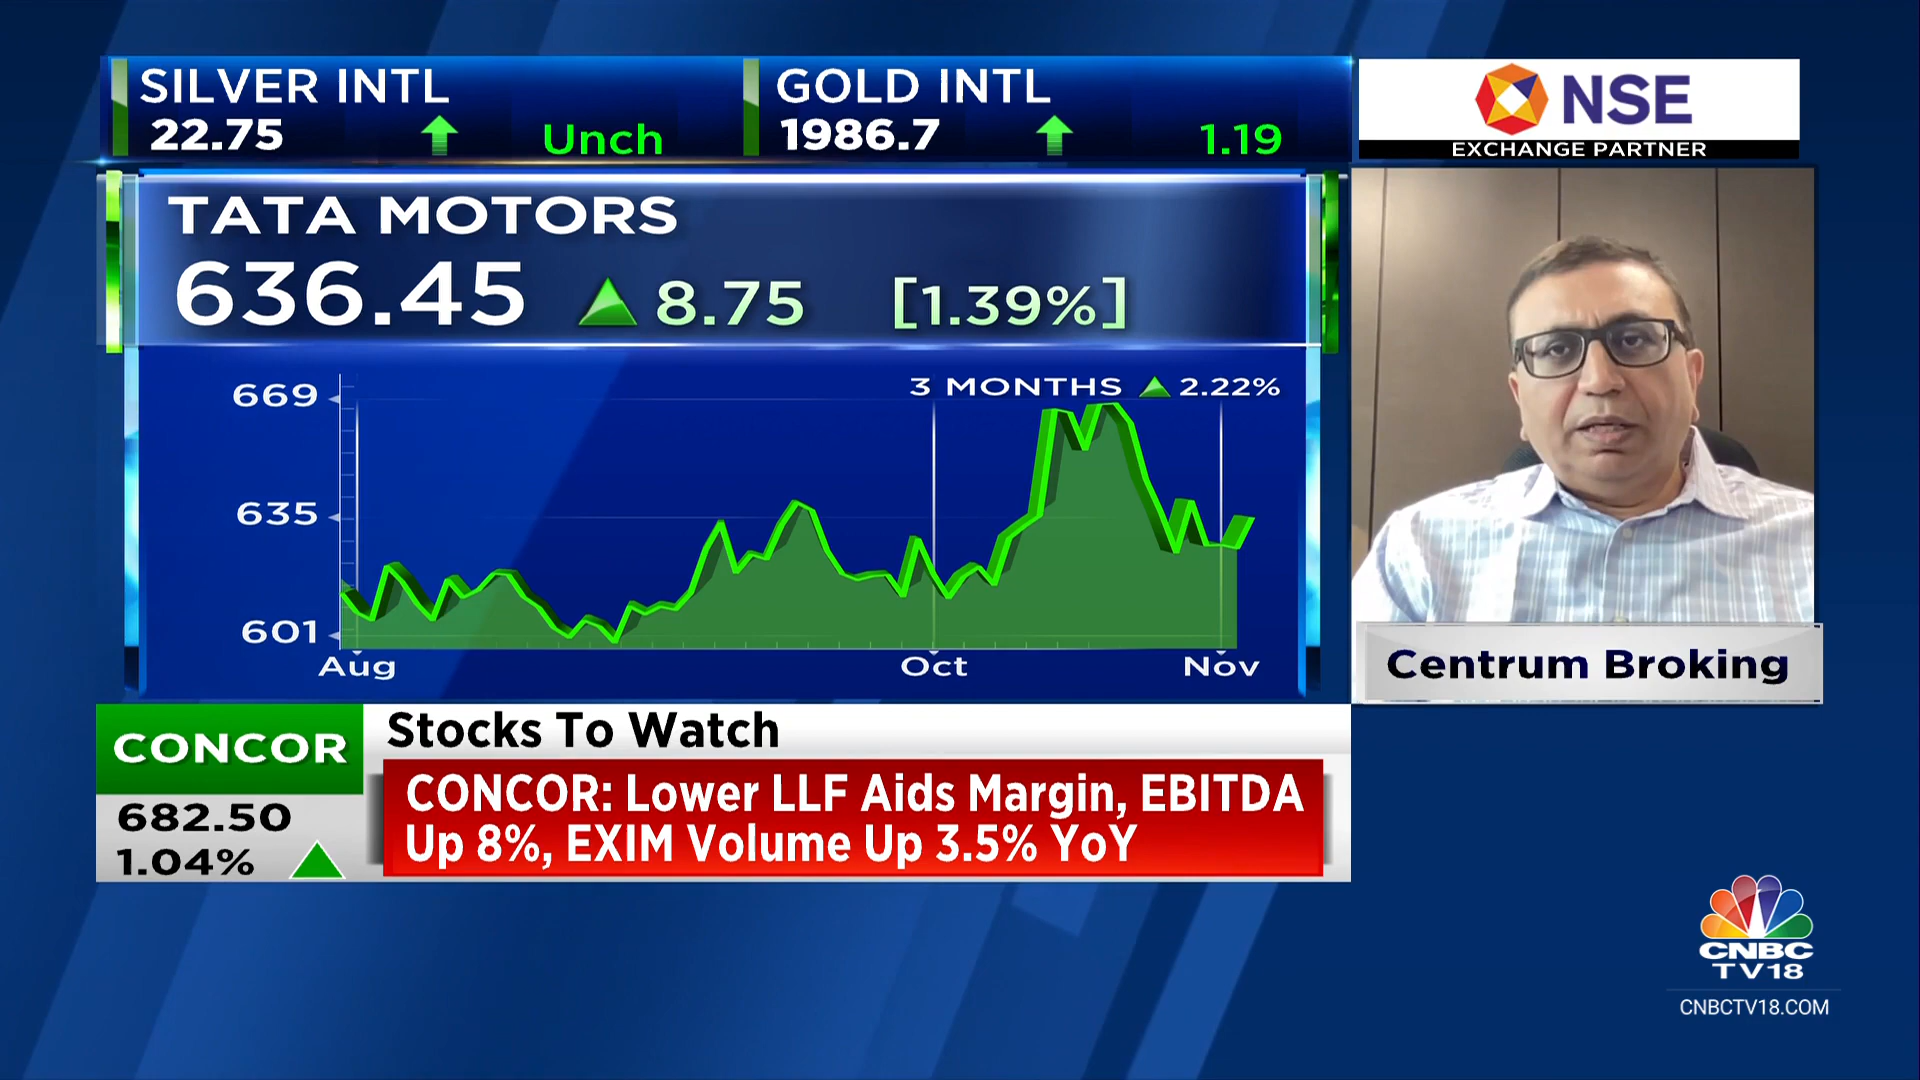 SILVER INTL
22.75 Unch
GOLD INTL
1986.7 1.19
NSE
EXCHANGE PARTNER
TATA MOTORS
636.45 8.75 [1.39%]
3 MONTHS 2.22%
669
635
601
Aug Oct Nov
Centrum Broking
CONCOR
682.50
1.04%
Stocks To Watch
CONCOR: Lower LLF Aids Margin, EBITDA
Up 8%, EXIM Volume Up 3.5% YoY
CNBC
TV18
CNBCTV18.COM